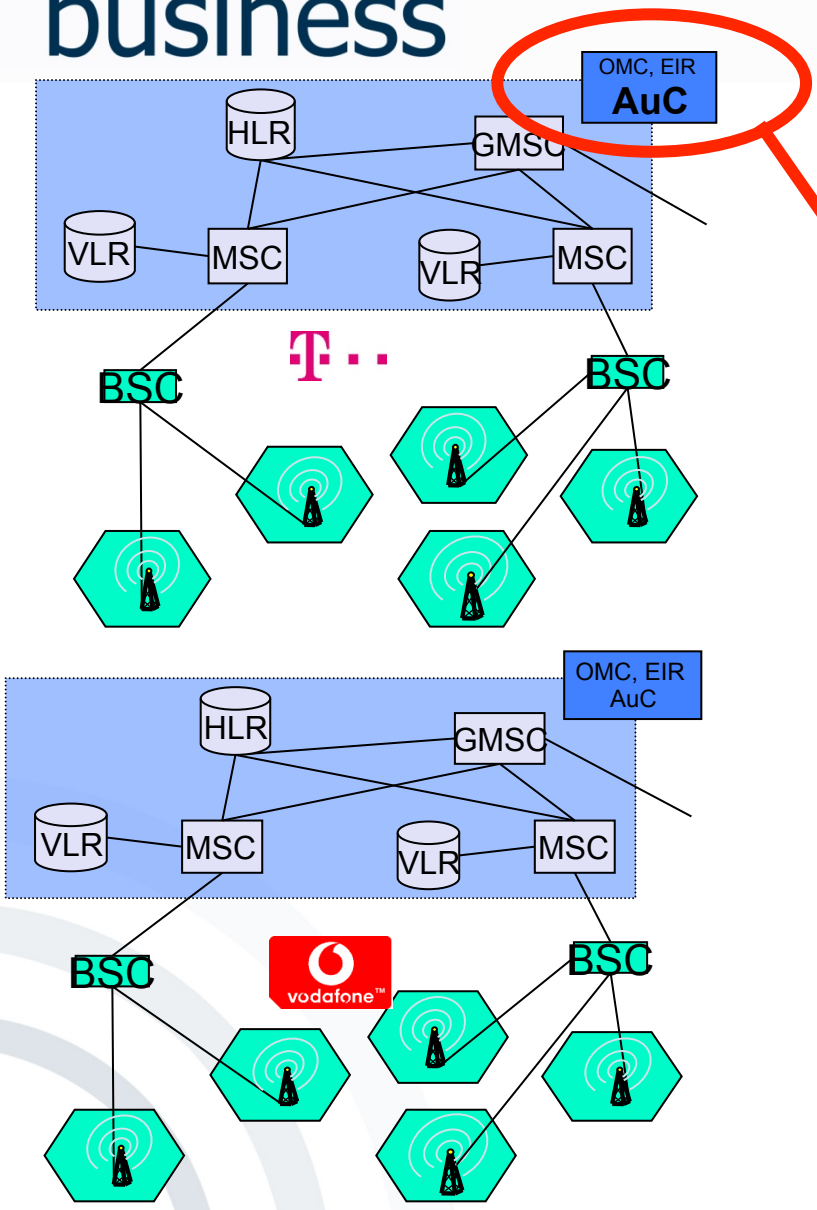 business
OMC, EIR
AuC
HLR
GMSC
VLR
MSC
VLR
MSC
T
BSC
BSC
OMC, EIR
AuC
HLR
GMSC
VLR
MSC
VLR
MSC
BSC
BSC
vodafone™